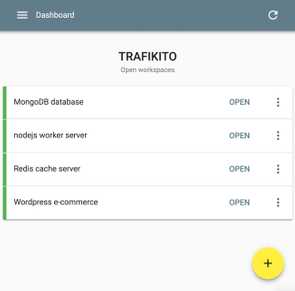 Dashboard
TRAFIKITO
Open workspaces
MongoDB database OPEN
nodejs worker server OPEN
Redis cache server OPEN
Wordpress e-commerce OPEN